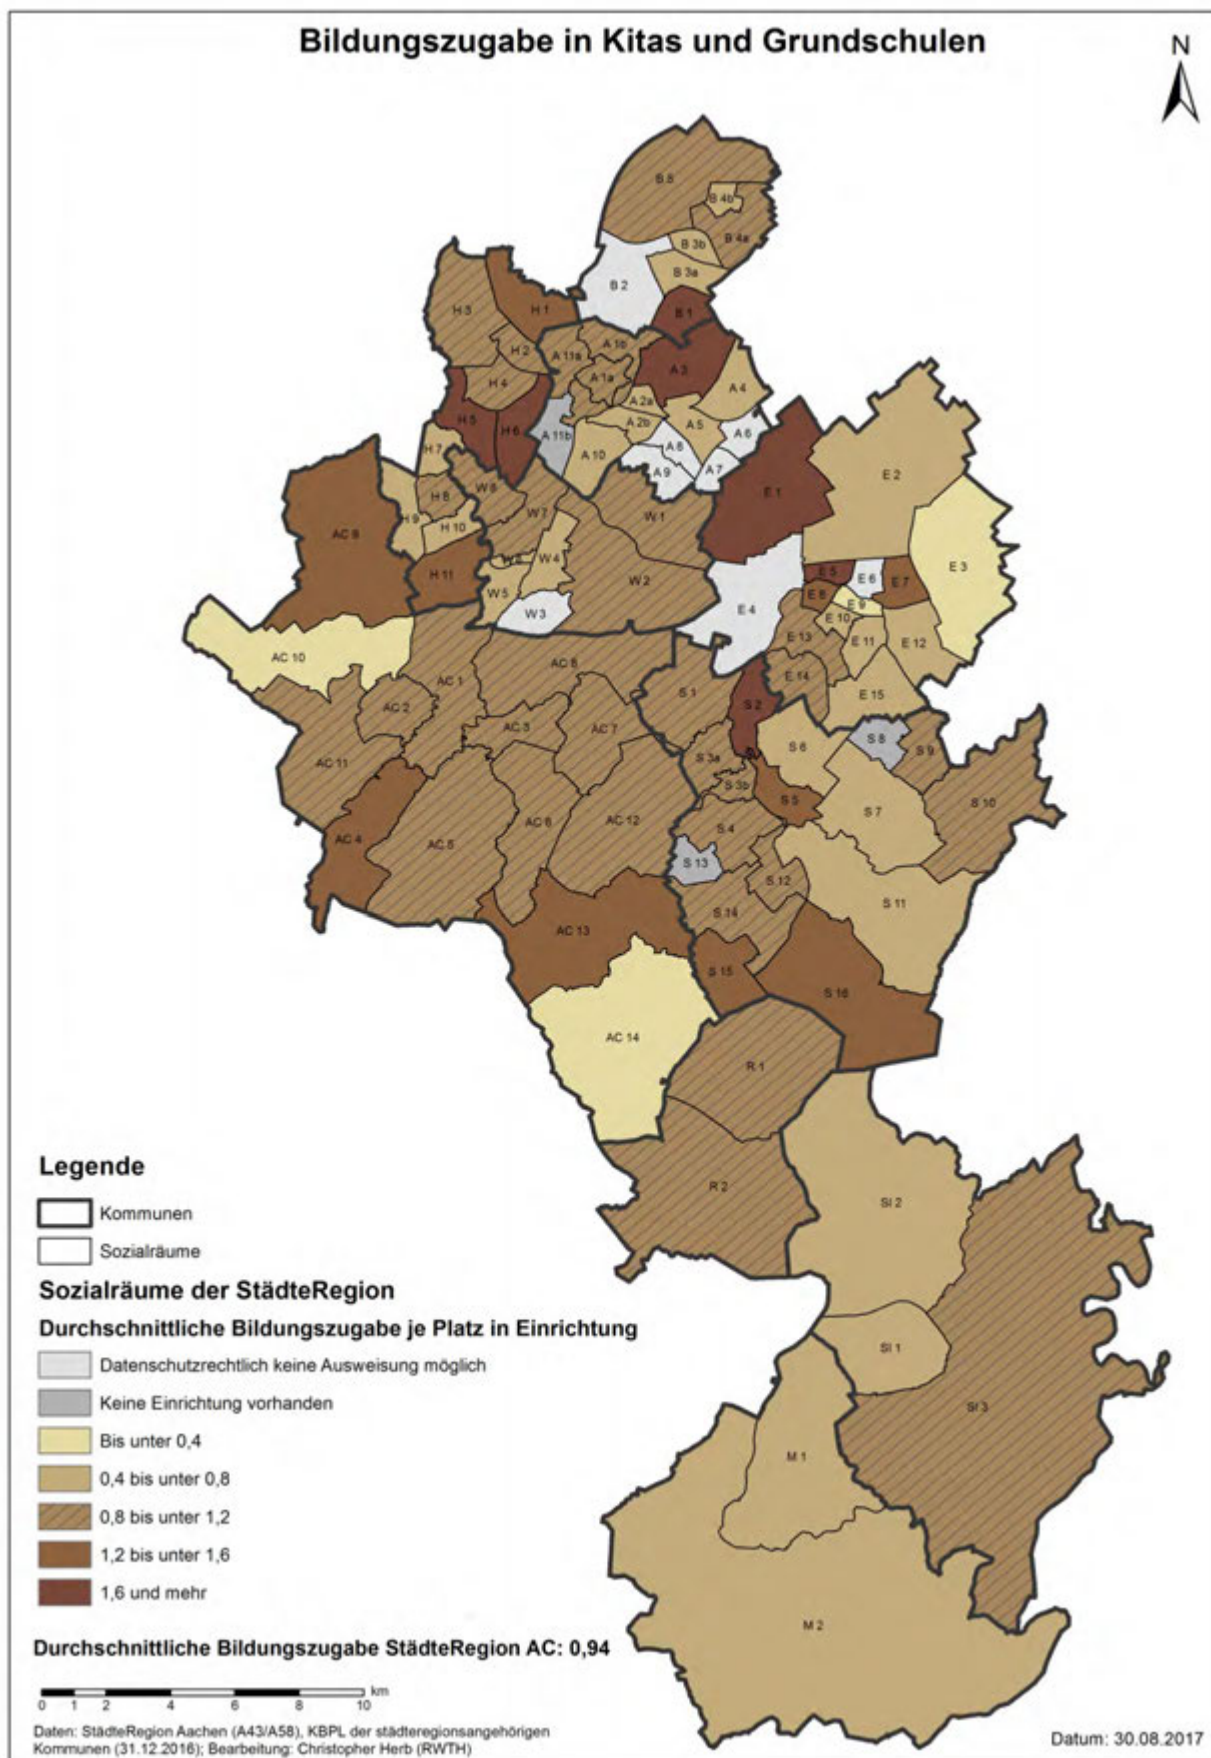 Bildungszugabe in Kitas und Grundschulen
N
B 8
B 4b
B 4a
B 3b
B 3a
B 2
B 1
H 3
H 1
H 2
H 4
H 5
H 6
H 7
H 8
H 9
H 10
H 11
A 11a
A 1b
A 1a
A 3
A 4
A 2a
A 2b
A 5
A 6
A 11b
A 10
A 8
A 9
A 7
E 1
E 2
E 3
E 4
E 5
E 6
E 7
E 8
E 9
E 10
E 11
E 12
E 13
E 14
E 15
W 8
W 7
W 1
W 4
W 2
W 5
W 3
AC 9
AC 10
AC 1
AC 8
AC 2
AC 3
AC 7
AC 11
AC 4
AC 5
AC 6
AC 12
AC 13
AC 14
S 1
S 2
S 3a
S 3b
S 6
S 8
S 9
S 5
S 7
S 10
S 4
S 13
S 12
S 14
S 11
S 15
S 16
R 1
R 2
SI 2
SI 1
SI 3
M 1
M 2
Legende
Kommunen
Sozialräume
Sozialräume der StädteRegion
Durchschnittliche Bildungszugabe je Platz in Einrichtung
Datenschutzrechtlich keine Ausweisung möglich
Keine Einrichtung vorhanden
Bis unter 0,4
0,4 bis unter 0,8
0,8 bis unter 1,2
1,2 bis unter 1,6
1,6 und mehr
Durchschnittliche Bildungszugabe StädteRegion AC: 0,94
km
0 1 2 4 6 8 10
Daten: StädteRegion Aachen (A43/A58), KBPL der städteregionsangehörigen
Kommunen (31.12.2016); Bearbeitung: Christopher Herb (RWTH)
Datum: 30.08.2017